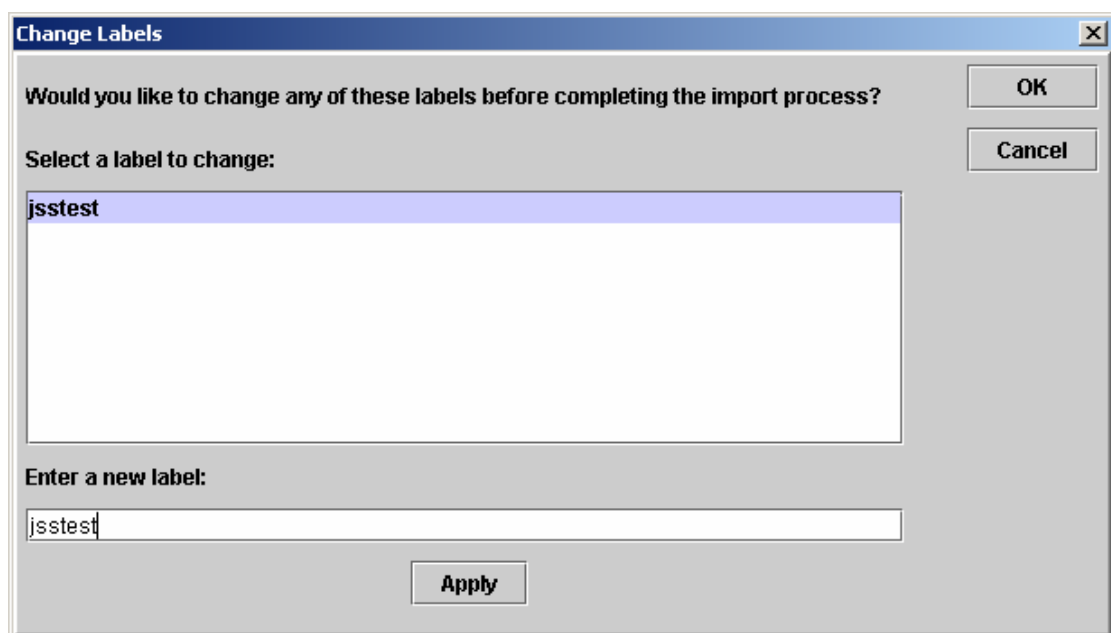 Change Labels
Would you like to change any of these labels before completing the import process?
OK
Cancel
Select a label to change:
jsstest
Enter a new label:
jsstest
Apply